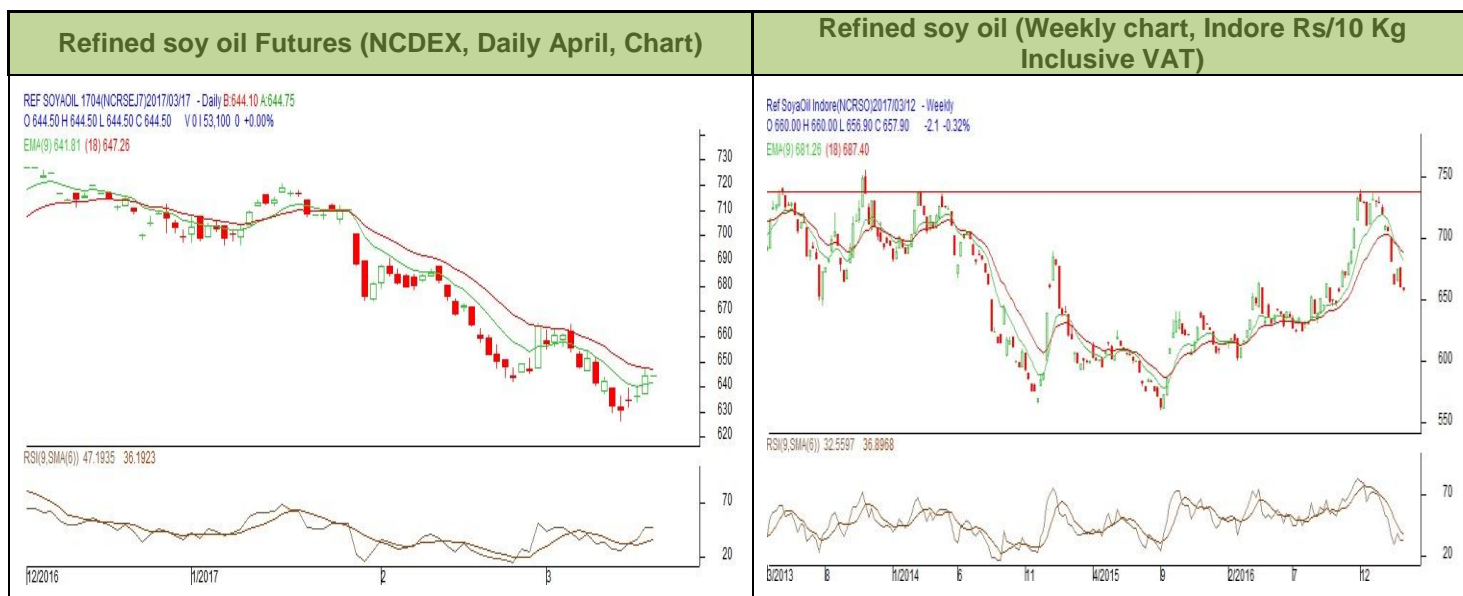 Refined soy oil Futures (NCDEX, Daily April, Chart)
REF SOYAOIL 1704(NCRSEJ7)2017/03/17 - Daily B:644.10 A:644.75
O 644.50 H 644.50 L 644.50 C 644.50 V 0 I 53,100 0 +0.00%
EMA(9) 641.81 (18) 647.26
730
720
710
700
690
680
670
660
650
640
630
620
RSI(9,SMA(6)) 47.1935 36.1923
70
20
12/2016 1/2017 2 3
Refined soy oil (Weekly chart, Indore Rs/10 Kg
Inclusive VAT)
Ref SoyaOil Indore(NCRSO)2017/03/12 - Weekly
O 660.00 H 660.00 L 656.90 C 657.90 -2.1 -0.32%
EMA(9) 681.26 (18) 687.40
750
700
650
600
550
RSI(9,SMA(6)) 32.5597 36.8968
70
20
3/2013 8 1/2014 6 11 4/2015 9 2/2016 7 12